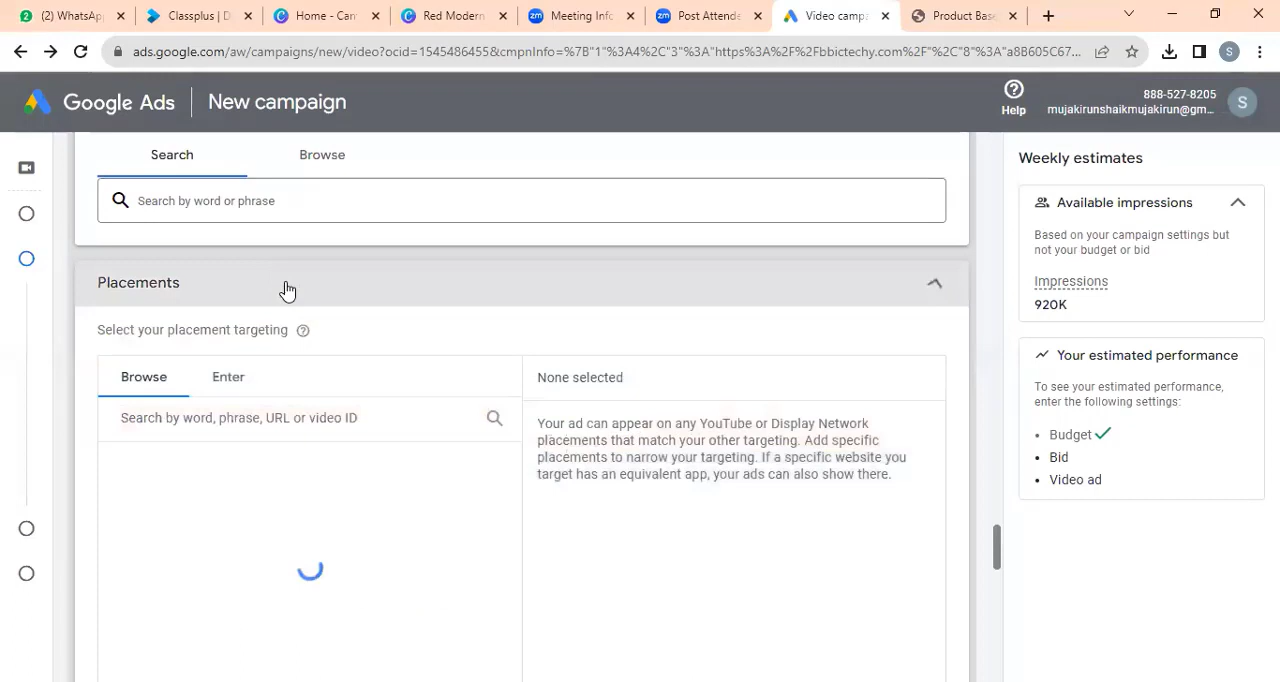 (2) WhatsApp
Classplus | D
Home - Can
Red Modern
Meeting Info
Post Attende
Video campa
Product Base
ads.google.com/aw/campaigns/new/video?ocid=1545486455&cmpnInfo=%7B"1"%3A4%2C"3"%3A"https%3A%2F%2Fbbictechy.com%2F"%2C"8"%3A"a8B605C67...
S
Google Ads
New campaign
Help
888-527-8205
mujakirunshaikmujakirun@gm...
S
Search
Browse
Search by word or phrase
Placements
Select your placement targeting
Browse
Enter
None selected
Search by word, phrase, URL or video ID
Your ad can appear on any YouTube or Display Network
placements that match your other targeting. Add specific
placements to narrow your targeting. If a specific website you
target has an equivalent app, your ads can also show there.
Weekly estimates
Available impressions
Based on your campaign settings but
not your budget or bid
Impressions
920K
Your estimated performance
To see your estimated performance,
enter the following settings:
• Budget
• Bid
• Video ad